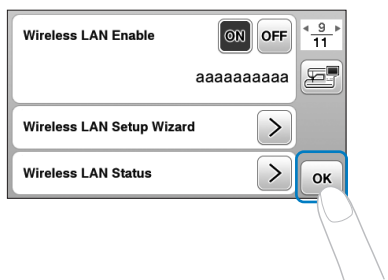 Wireless LAN Enable ON OFF
9
11
aaaaaaaaaa
Wireless LAN Setup Wizard
Wireless LAN Status
OK